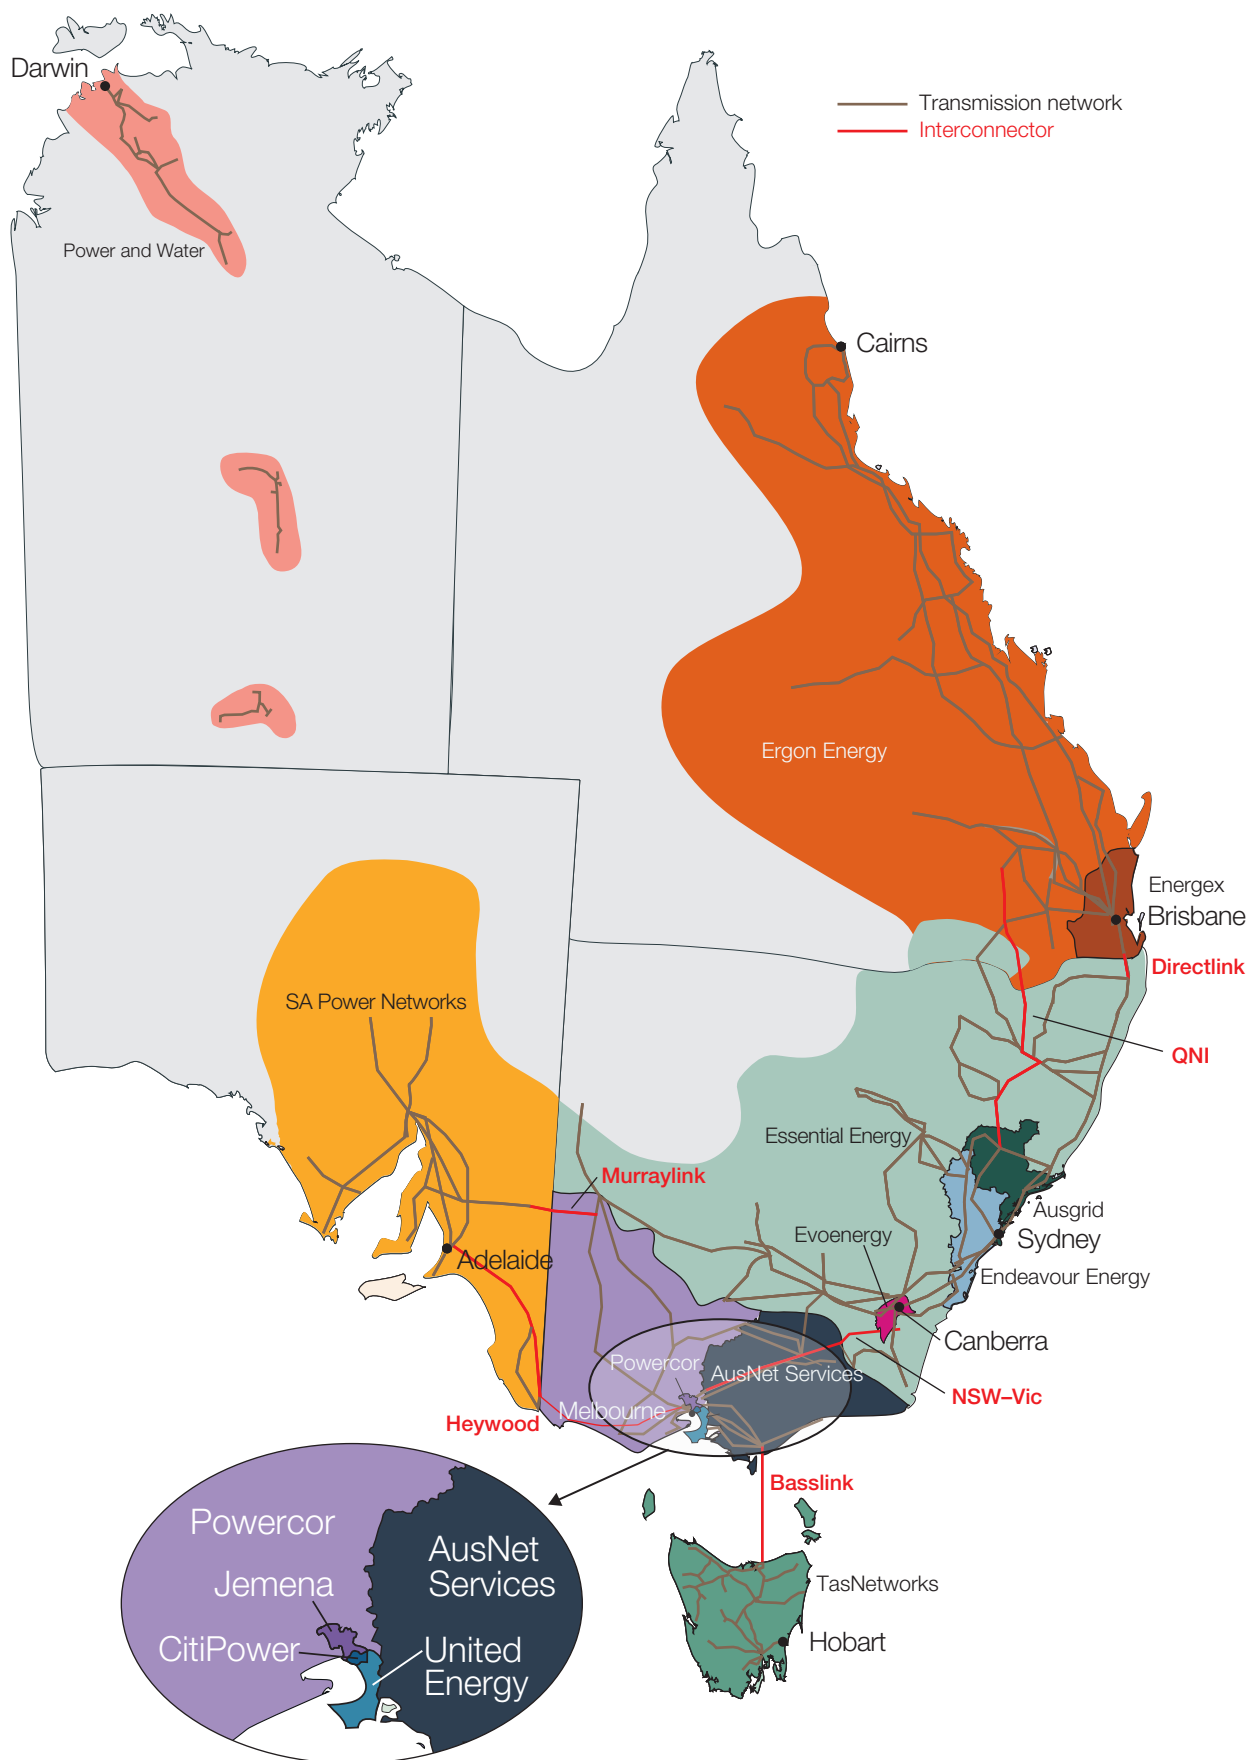 Darwin
Transmission network
Interconnector
Power and Water
Cairns
Ergon Energy
Energex
Brisbane
Directlink
SA Power Networks
QNI
Essential Energy
Murraylink
Ausgrid
Evoenergy
Sydney
Adelaide
Endeavour Energy
Canberra
Powercor
AusNet Services
NSW–Vic
Melbourne
Heywood
Basslink
Powercor
AusNet
Services
Jemena
TasNetworks
CitiPower
United
Energy
Hobart